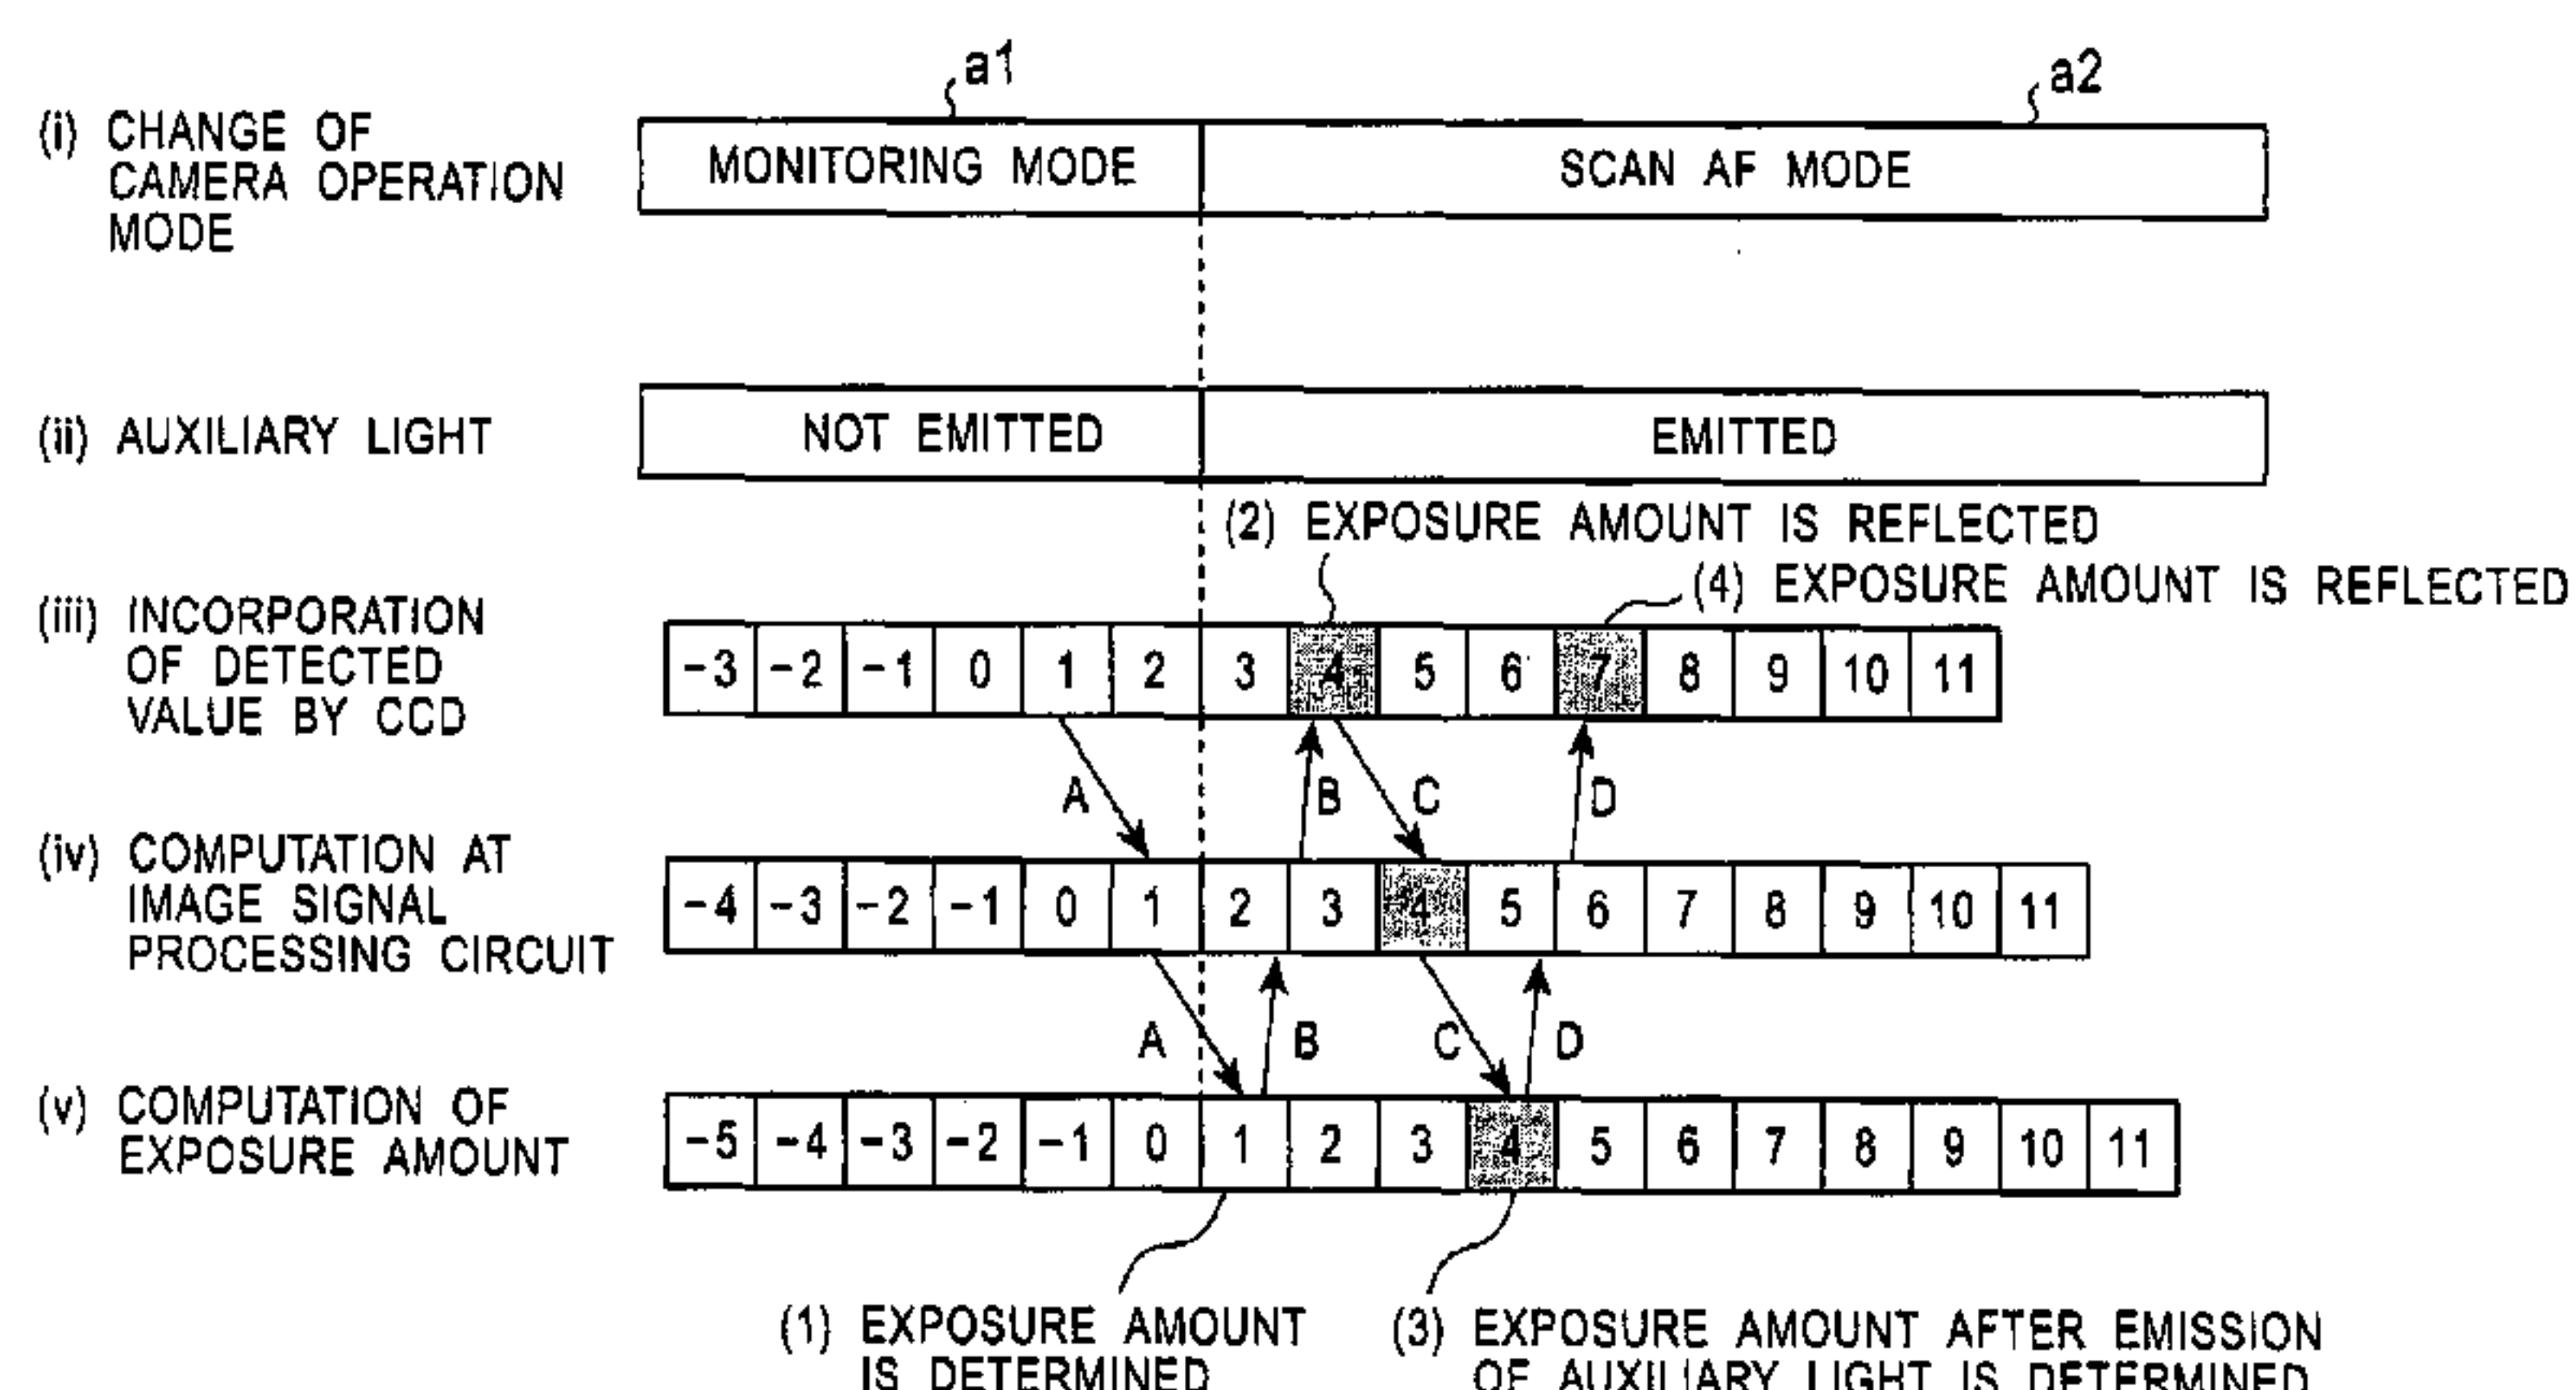 a1
a2
(i) CHANGE OF
CAMERA OPERATION
MODE
MONITORING MODE
SCAN AF MODE
(ii) AUXILIARY LIGHT
NOT EMITTED
EMITTED
(2) EXPOSURE AMOUNT IS REFLECTED
(4) EXPOSURE AMOUNT IS REFLECTED
(iii) INCORPORATION
OF DETECTED
VALUE BY CCD
-3 -2 -1 0 1 2 3 4 5 6 7 8 9 10 11
A B C D
(iv) COMPUTATION AT
IMAGE SIGNAL
PROCESSING CIRCUIT
-4 -3 -2 -1 0 1 2 3 4 5 6 7 8 9 10 11
A B C D
(v) COMPUTATION OF
EXPOSURE AMOUNT
-5 -4 -3 -2 -1 0 1 2 3 4 5 6 7 8 9 10 11
(1) EXPOSURE AMOUNT
IS DETERMINED
(3) EXPOSURE AMOUNT AFTER EMISSION
OF AUXILIARY LIGHT IS DETERMINED